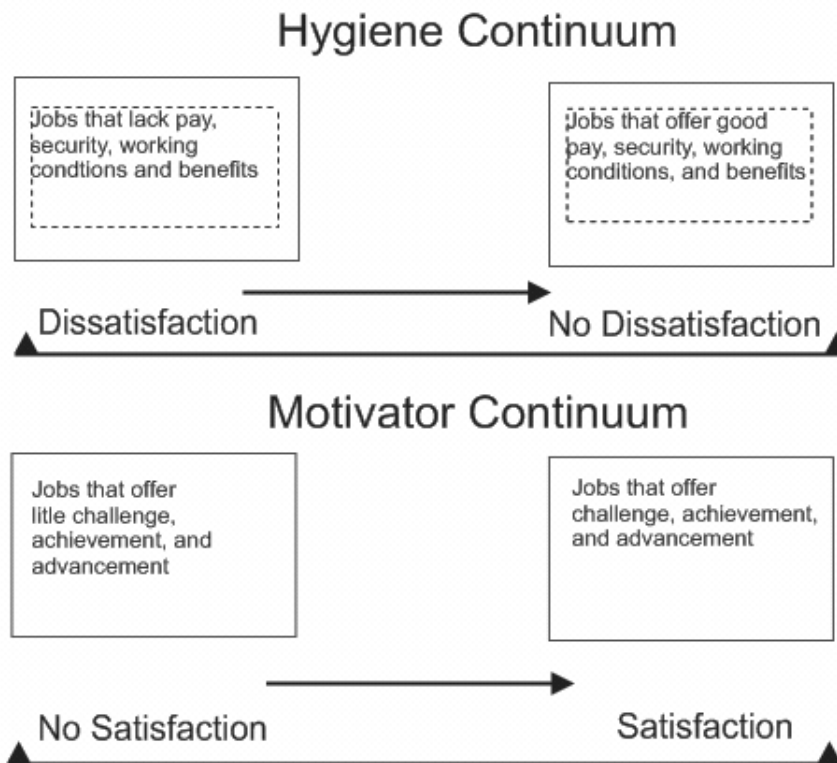 Hygiene Continuum
Jobs that lack pay,
security, working
condtions and benefits
Jobs that offer good
pay, security, working
conditions, and benefits
Dissatisfaction
No Dissatisfaction
Motivator Continuum
Jobs that offer
litle challenge,
achievement, and
advancement
Jobs that offer
challenge, achievement,
and advancement
No Satisfaction
Satisfaction